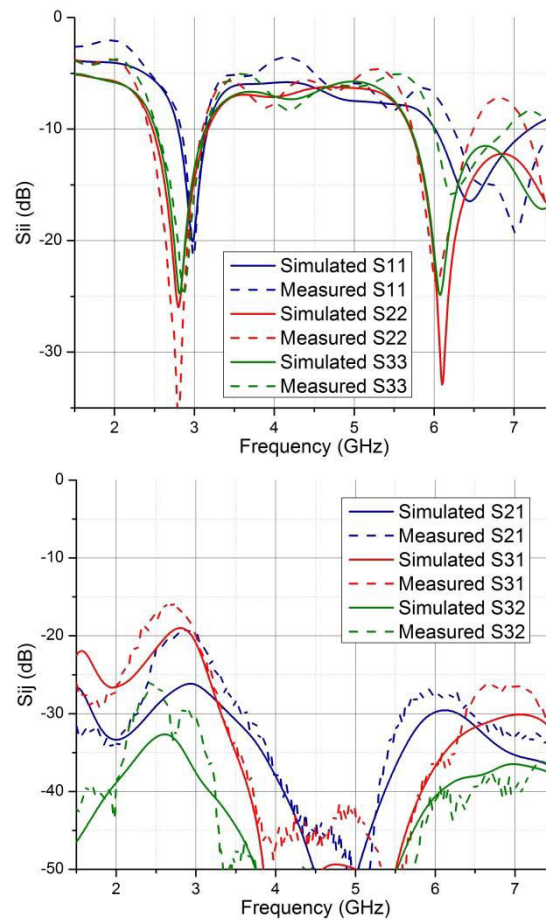 0
-10
-20
-30
Sii (dB)
Simulated S11
Measured S11
Simulated S22
Measured S22
Simulated S33
Measured S33
2 3 4 5 6 7
Frequency (GHz)
0
-10
-20
-30
-40
-50
Sij (dB)
Simulated S21
Measured S21
Simulated S31
Measured S31
Simulated S32
Measured S32
2 3 4 5 6 7
Frequency (GHz)